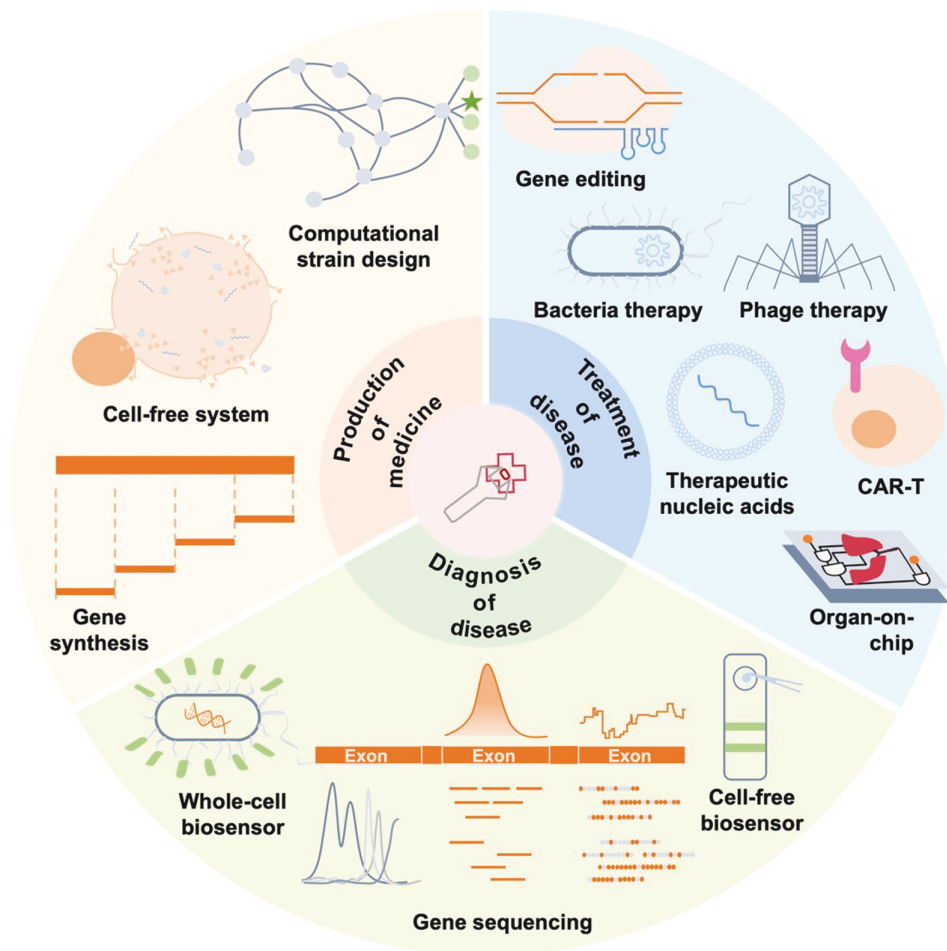 Computational
strain design
Cell-free system
Gene
synthesis
Production
of
medicine
Gene editing
Bacteria therapy
Phage therapy
Therapeutic
nucleic acids
CAR-T
Organ-on-
chip
Treatment
of
disease
Diagnosis
of
disease
Whole-cell
biosensor
Exon
Exon
Exon
Cell-free
biosensor
Gene sequencing